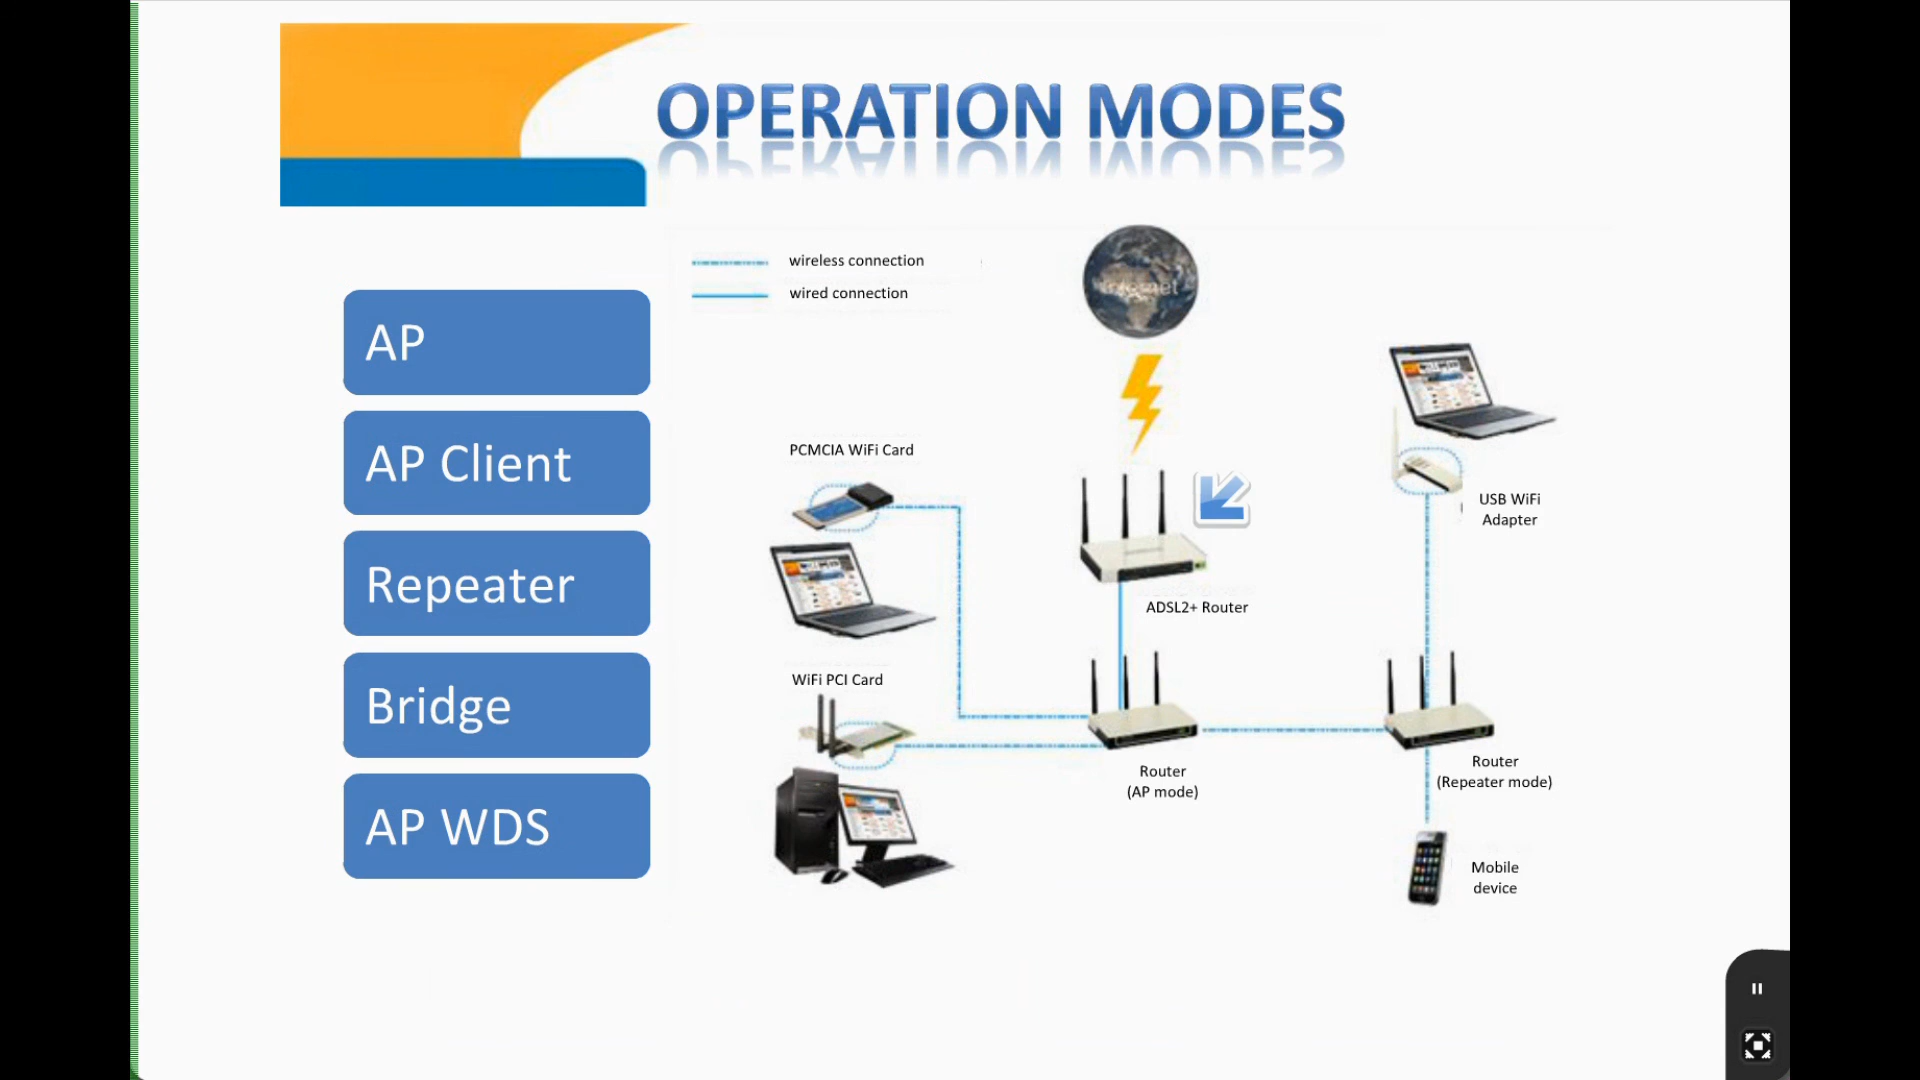 OPERATION MODES
AP
AP Client
Repeater
Bridge
AP WDS
wireless connection
wired connection
Internet
PCMCIA WiFi Card
USB WiFi
Adapter
ADSL2+ Router
WiFi PCI Card
Router
(AP mode)
Router
(Repeater mode)
Mobile
device